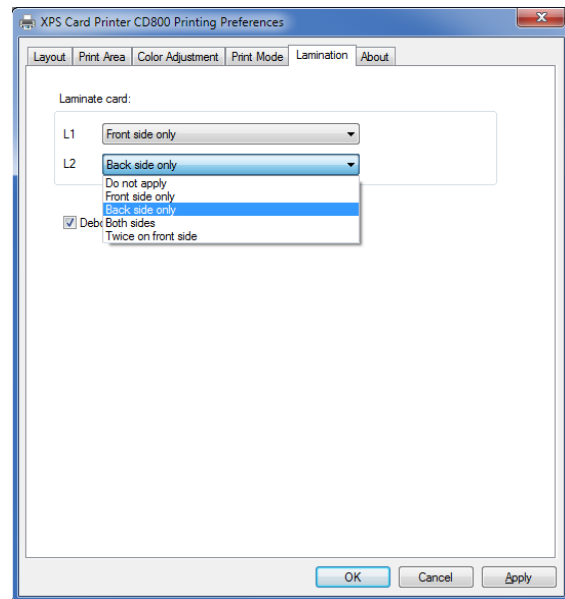 XPS Card Printer CD800 Printing Preferences
Layout Print Area Color Adjustment Print Mode Lamination About
Laminate card:
L1 Front side only
L2 Back side only
Do not apply
Front side only
Back side only
Both sides
Twice on front side
OK Cancel Apply